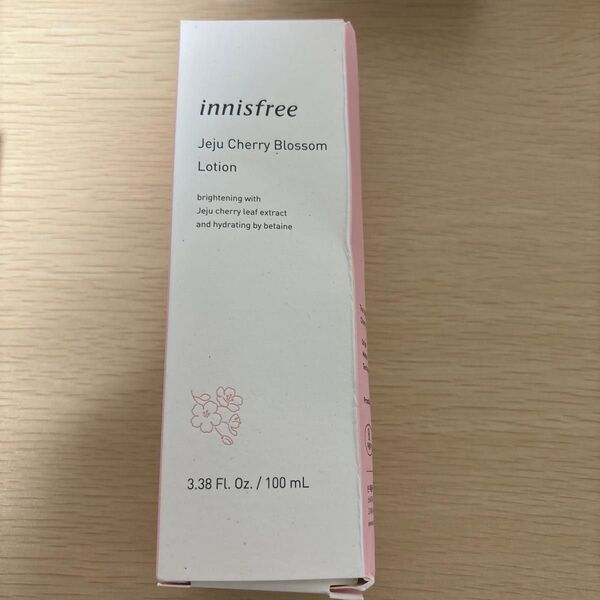 innisfree
Jeju Cherry Blossom
Lotion
brightening with
Jeju cherry leaf extract
and hydrating by betaine
3.38 Fl. Oz. / 100 mL